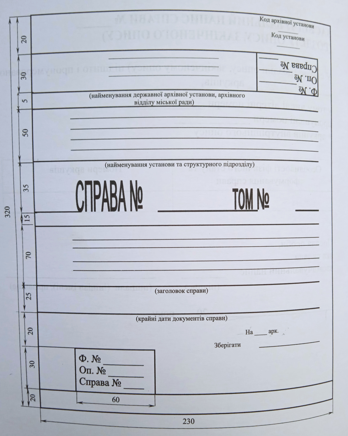 Код архівної установи
Код установи
Ф. №
Оп. №
Справа №
(найменування державної архівної установи, архівного
відділу міської ради)
(найменування установи та структурного підрозділу)
СПРАВА № ТОМ №
(заголовок справи)
(крайні дати документів справи)
На ____ арк.
Зберігати
Ф. №
Оп. №
Справа №
20
30
5
50
35
15
70
25
20
30
20
320
60
230